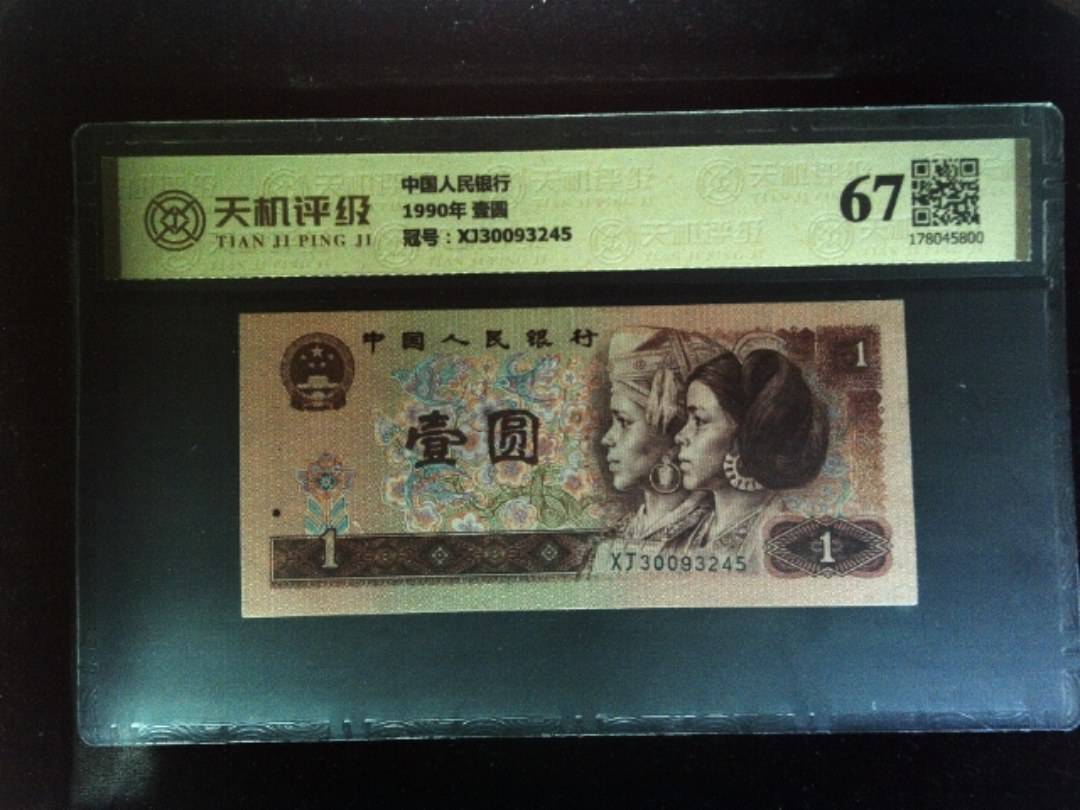 天机评级
TIAN JI PING JI
中国人民银行
1990年 壹圆
冠号：XJ30093245
67
178045800
中国人民银行
1
壹圆
1
1
XJ30093245